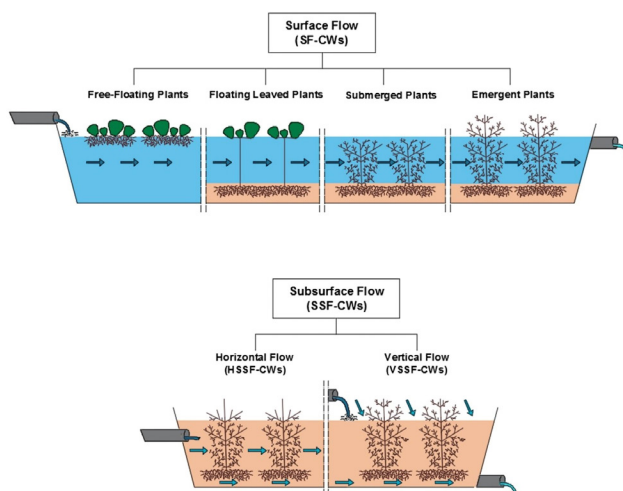 Surface Flow
(SF-CWs)
Free-Floating Plants
Floating Leaved Plants
Submerged Plants
Emergent Plants
Subsurface Flow
(SSF-CWs)
Horizontal Flow
(HSSF-CWs)
Vertical Flow
(VSSF-CWs)